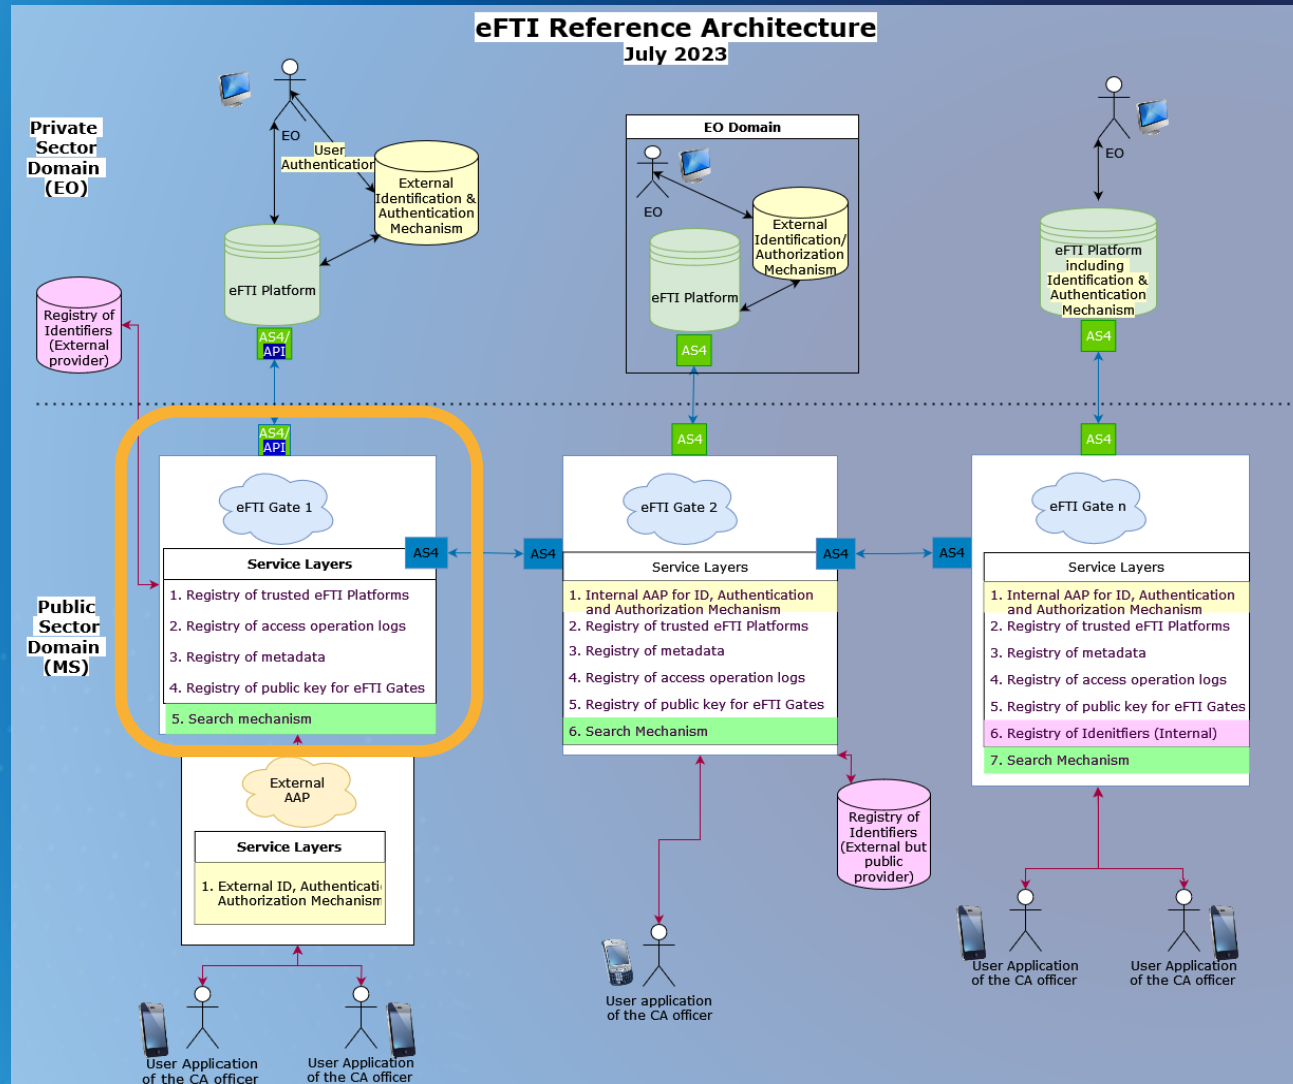 eFTI Reference Architecture
July 2023
Private
Sector
Domain
(EO)
EO
User
Authentication
External
Identification &
Authentication
Mechanism
eFTI Platform
AS4/
API
Registry of
Identifiers
(External
provider)
EO Domain
EO
External
Identification/
Authorization
Mechanism
eFTI Platform
AS4
EO
eFTI Platform
including
Identification &
Authentication
Mechanism
AS4
Public
Sector
Domain
(MS)
AS4/
API
eFTI Gate 1
AS4
Service Layers
1. Registry of trusted eFTI Platforms
2. Registry of access operation logs
3. Registry of metadata
4. Registry of public key for eFTI Gates
5. Search mechanism
External
AAP
Service Layers
1. External ID, Authenticati
Authorization Mechanism
User Application
of the CA officer
User Application
of the CA officer
AS4
eFTI Gate 2
AS4
AS4
Service Layers
1. Internal AAP for ID, Authentication
and Authorization Mechanism
2. Registry of trusted eFTI Platforms
3. Registry of metadata
4. Registry of access operation logs
5. Registry of public key for eFTI Gates
6. Search Mechanism
Registry of
Identifiers
(External but
public
provider)
User application
of the CA officer
AS4
eFTI Gate n
AS4
Service Layers
1. Internal AAP for ID, Authentication
and Authorization Mechanism
2. Registry of trusted eFTI Platforms
3. Registry of metadata
4. Registry of access operation logs
5. Registry of public key for eFTI Gates
6. Registry of Idenitfiers (Internal)
7. Search Mechanism
User Application
of the CA officer
User Application
of the CA officer